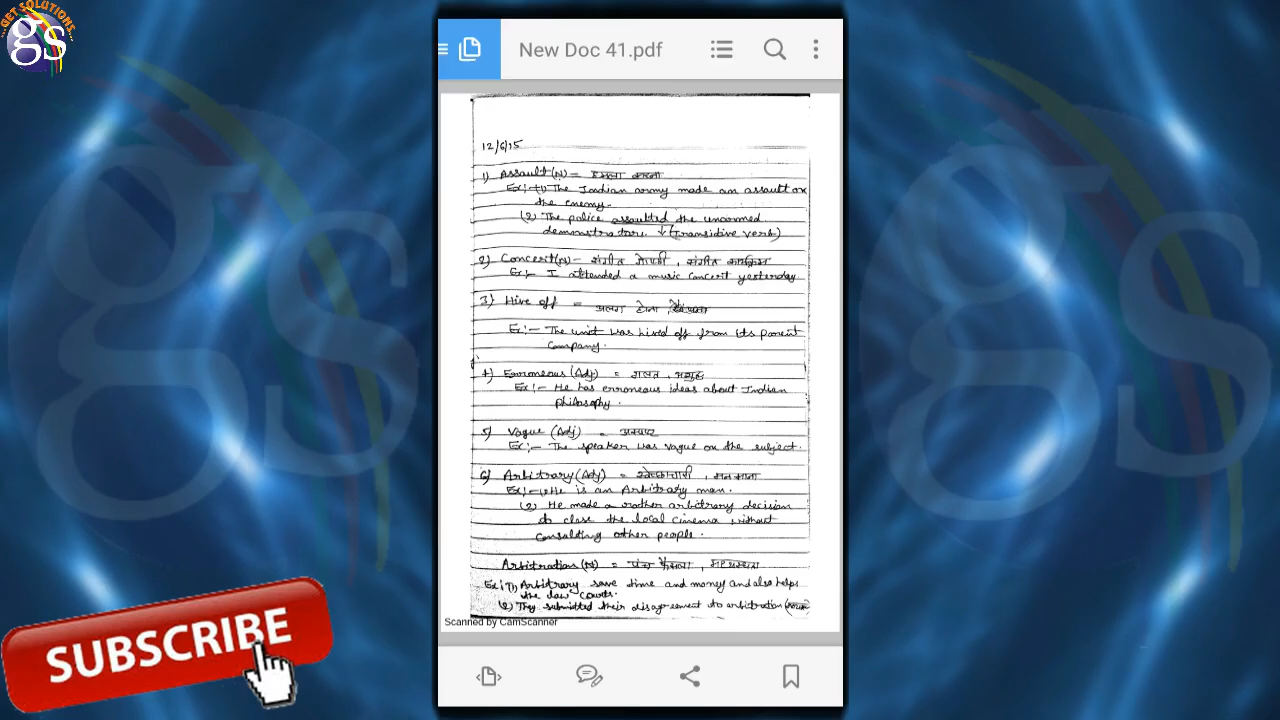 GET SOLUTIONS...
gs
New Doc 41.pdf
12/6/15
1) Assault(N) = हमला करना
Ex:- (1) The Indian army made an assault on
the enemy.
(2) The police assaulted the unarmed
demonstrators. ↓(Transitive verb)
2) Concert(N) - संगीत गोष्ठी, संगीत कार्यक्रम
Ex:- I attended a music concert yesterday.
3) Hive off = अलग होना,
Ex:- The unit was hived off from its parent
company.
4) Erroneous (Adj) = गलत, अशुद्ध
Ex:- He has erroneous ideas about Indian
philosophy.
5) Vague (Adj) = अस्पष्ट
Ex:- The speaker was vague on the subject.
6) Arbitrary (Adj) = स्वेच्छाचारी, मनमाना
Ex:- (1) He is an Arbitrary man.
(2) He made a rather arbitrary decision
to close the local cinema without
consulting other people.
Arbitration (N) = पंच फैसला, मध्यस्थता
Ex:- (1) Arbitrary save time and money and also helps
the law courts.
(2) They submitted their disagreement to arbitration
Scanned by CamScanner
SUBSCRIBE